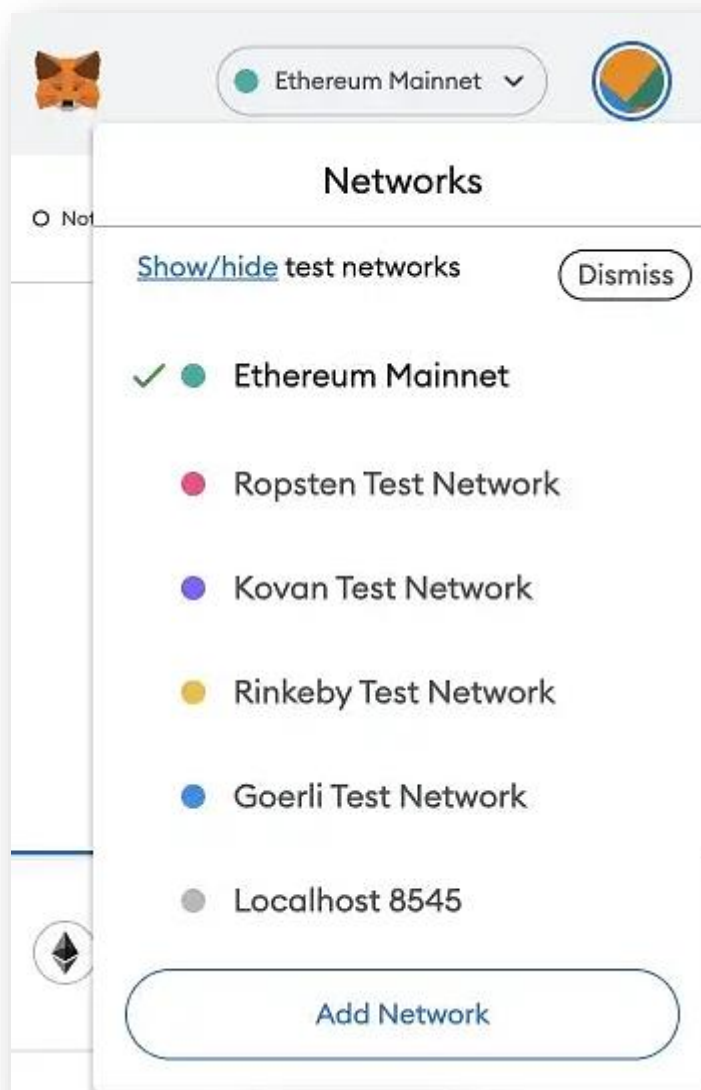 Ethereum Mainnet
Networks
Not
Show/hide test networks
Dismiss
Ethereum Mainnet
Ropsten Test Network
Kovan Test Network
Rinkeby Test Network
Goerli Test Network
Localhost 8545
Add Network